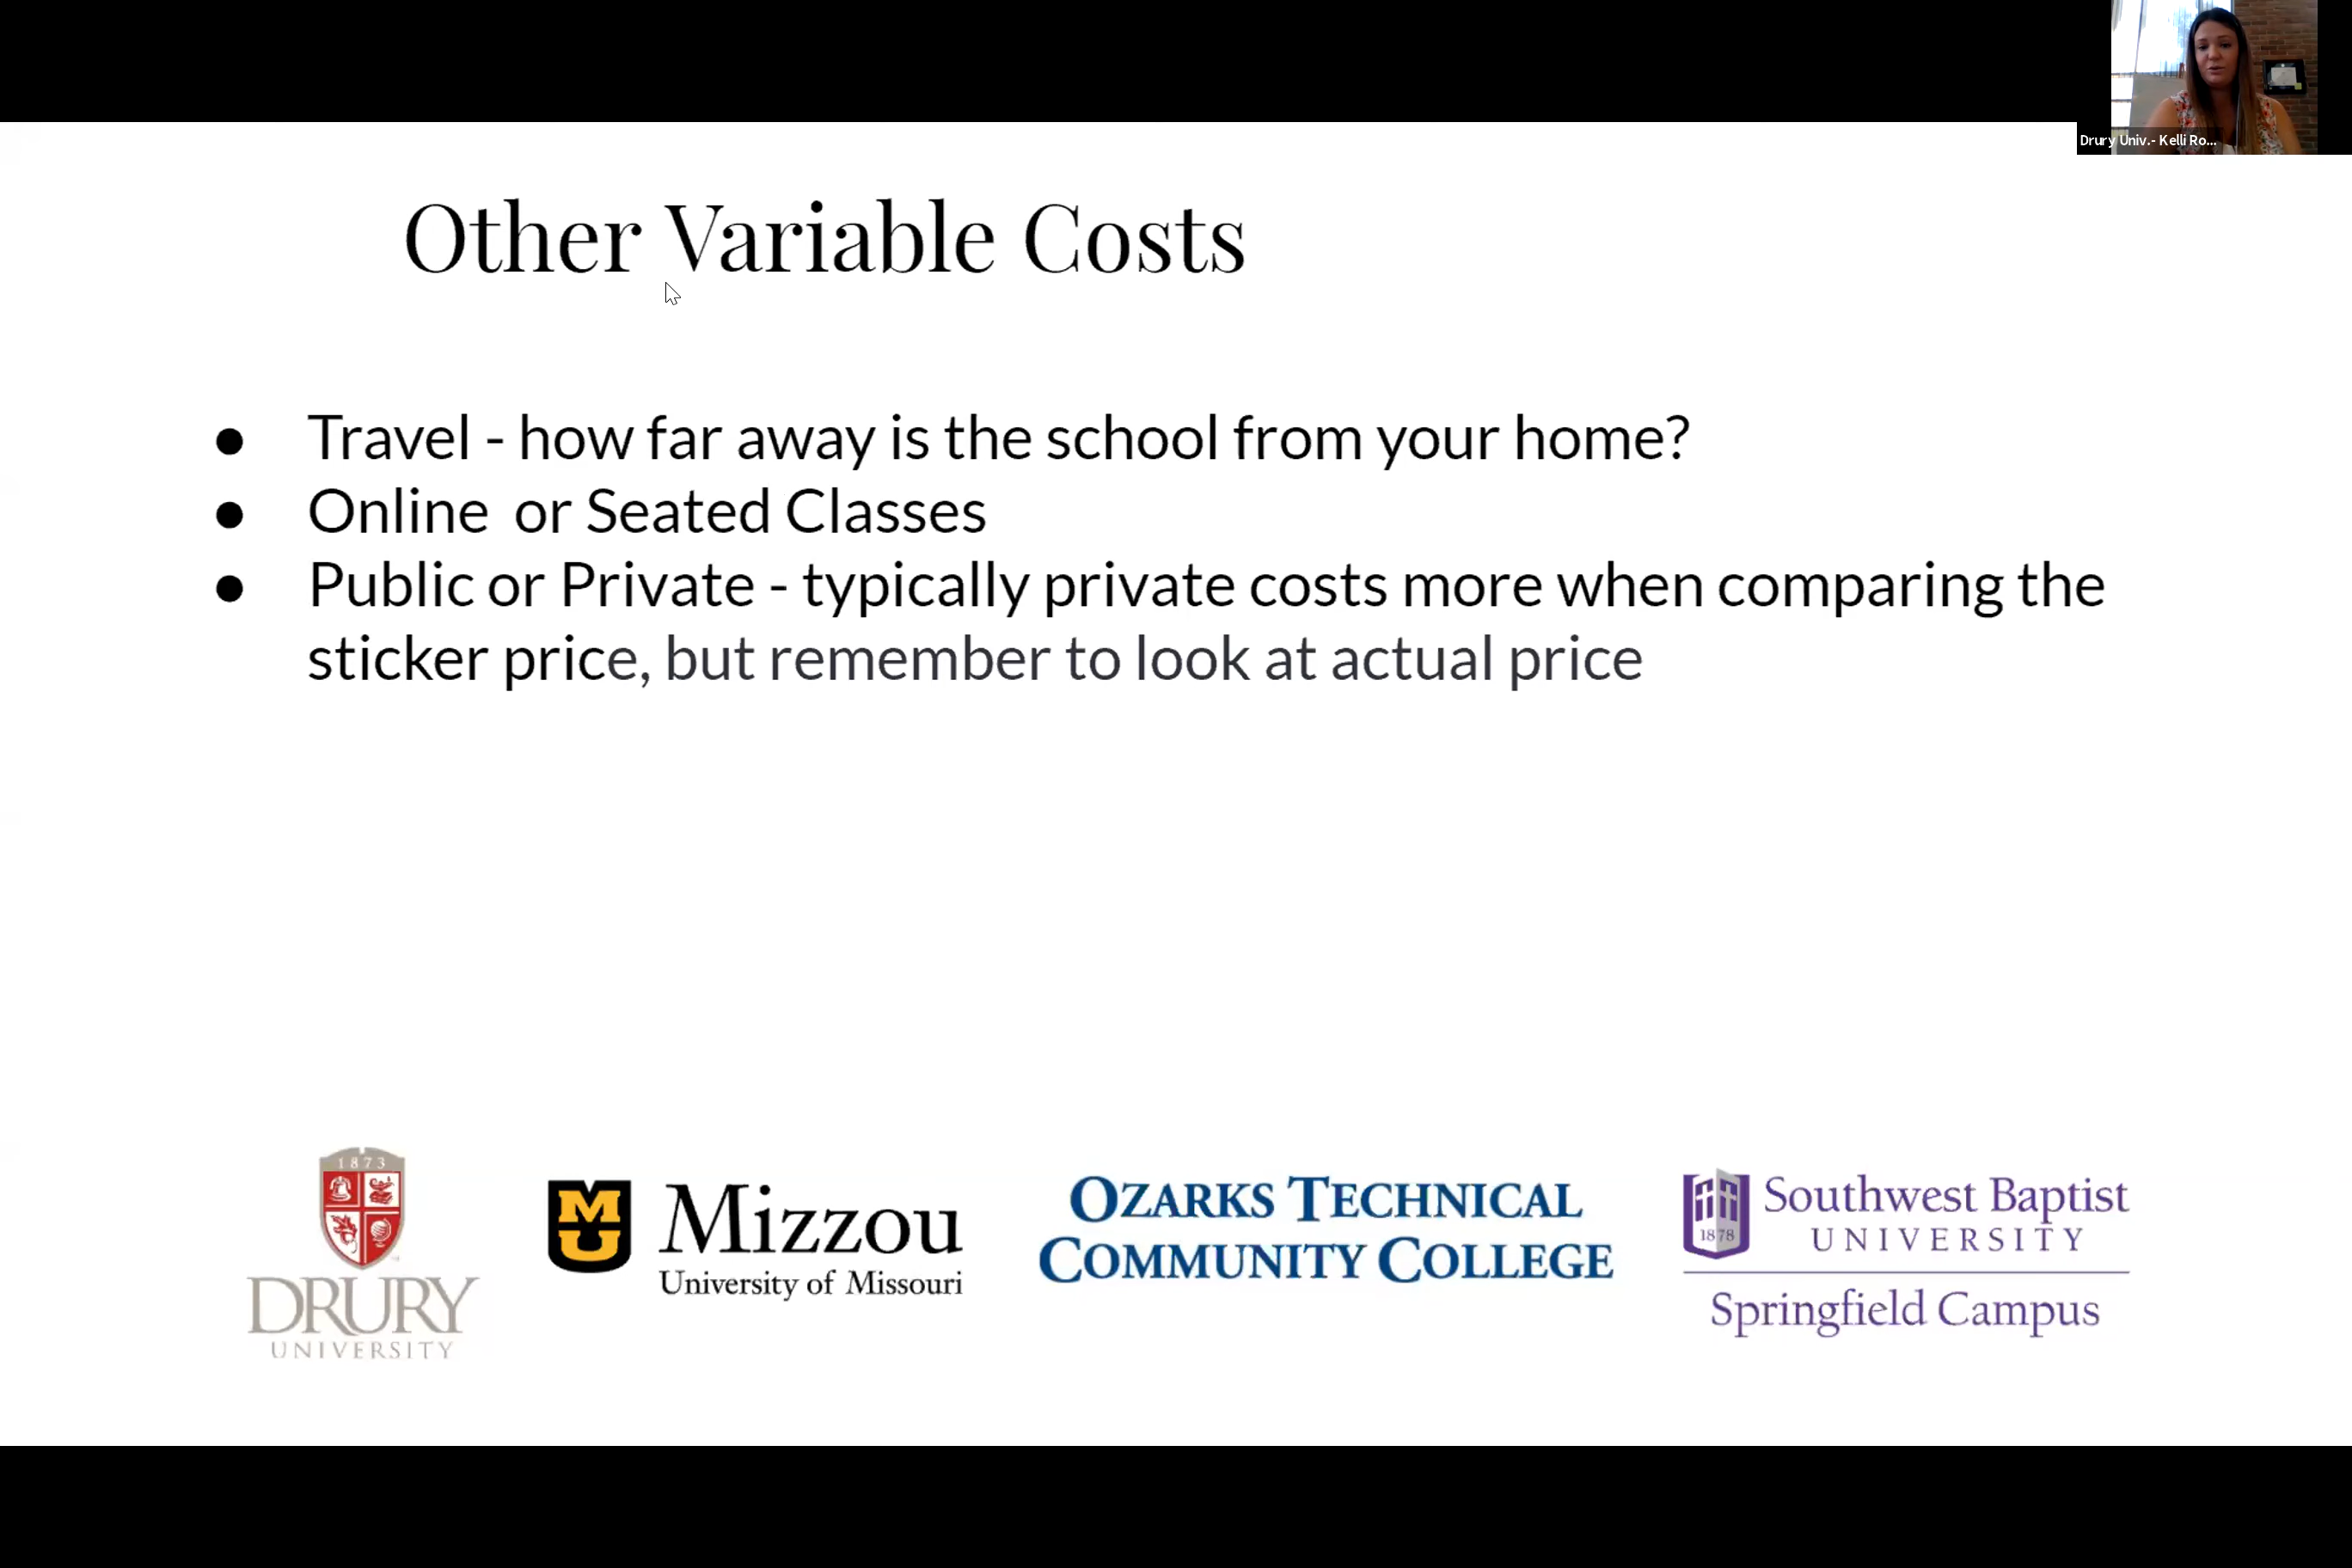 Drury Univ.- Kelli Ro...
Other Variable Costs
● Travel - how far away is the school from your home?
● Online or Seated Classes
● Public or Private - typically private costs more when comparing the
sticker price, but remember to look at actual price
1873
DRURY
UNIVERSITY
MU
Mizzou
University of Missouri
OZARKS TECHNICAL
COMMUNITY COLLEGE
1878
Southwest Baptist
UNIVERSITY
Springfield Campus